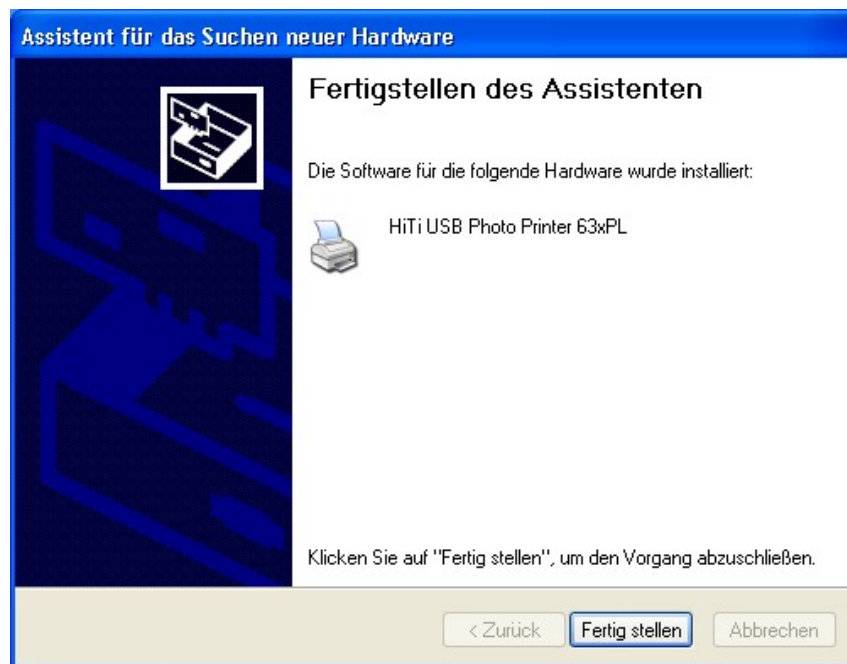 Assistent für das Suchen neuer Hardware
Fertigstellen des Assistenten
Die Software für die folgende Hardware wurde installiert:
HiTi USB Photo Printer 63xPL
Klicken Sie auf "Fertig stellen", um den Vorgang abzuschließen.
< Zurück Fertig stellen Abbrechen